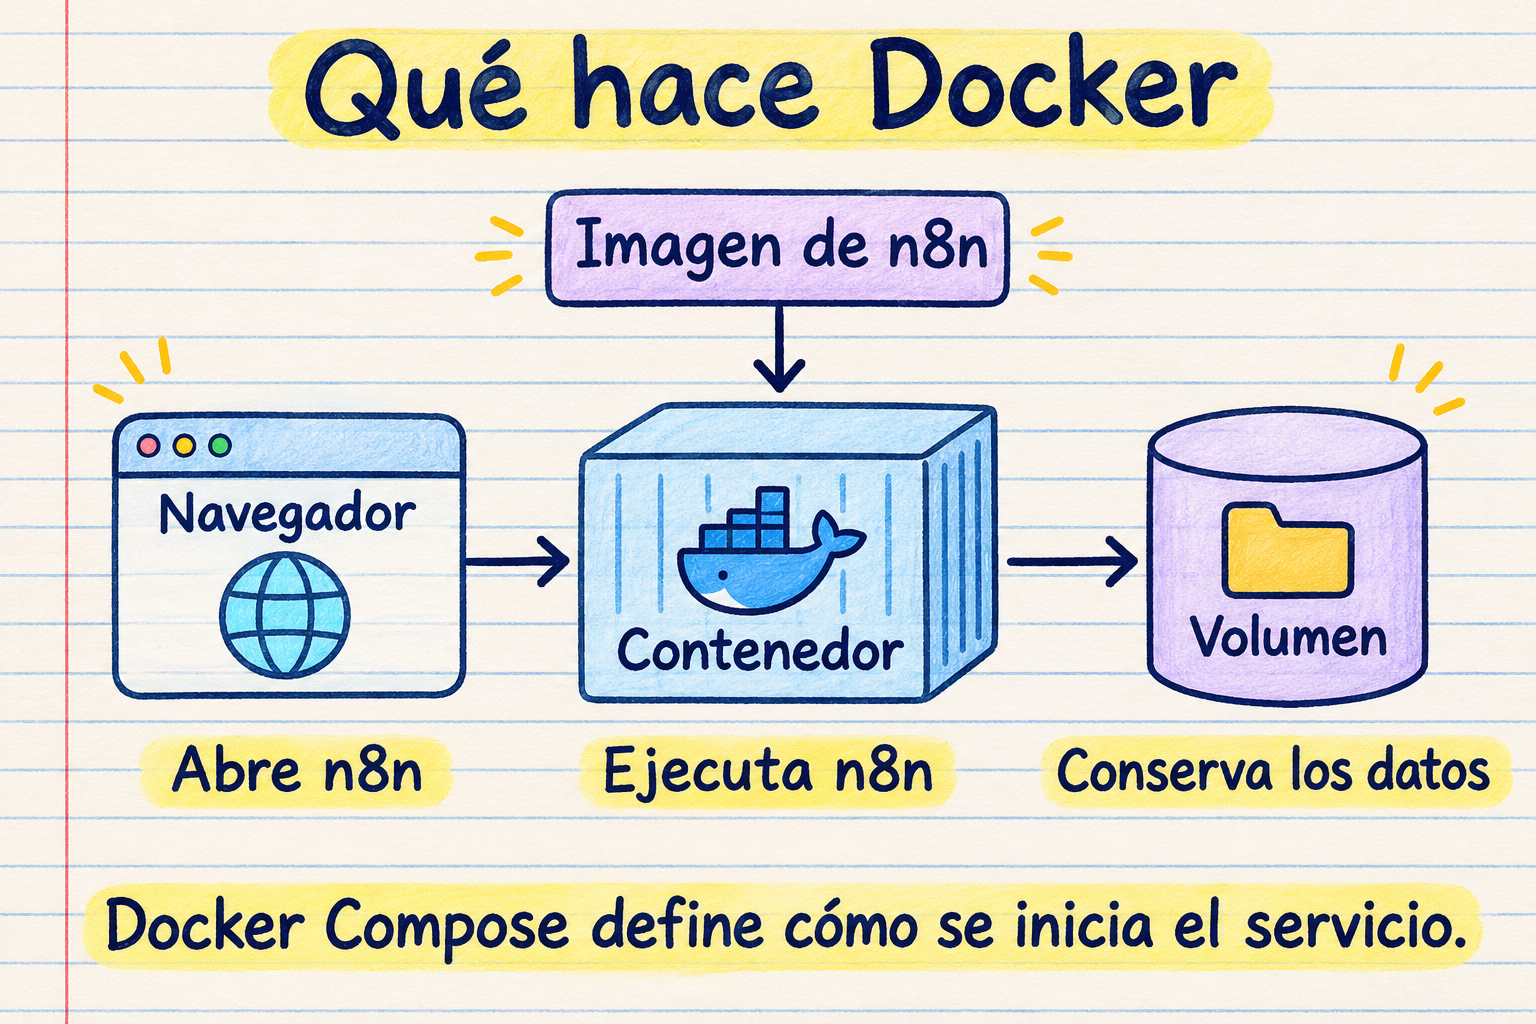 Qué hace Docker
Imagen de n8n
Navegador
Contenedor
Volumen
Abre n8n
Ejecuta n8n
Conserva los datos
Docker Compose define cómo se inicia el servicio.